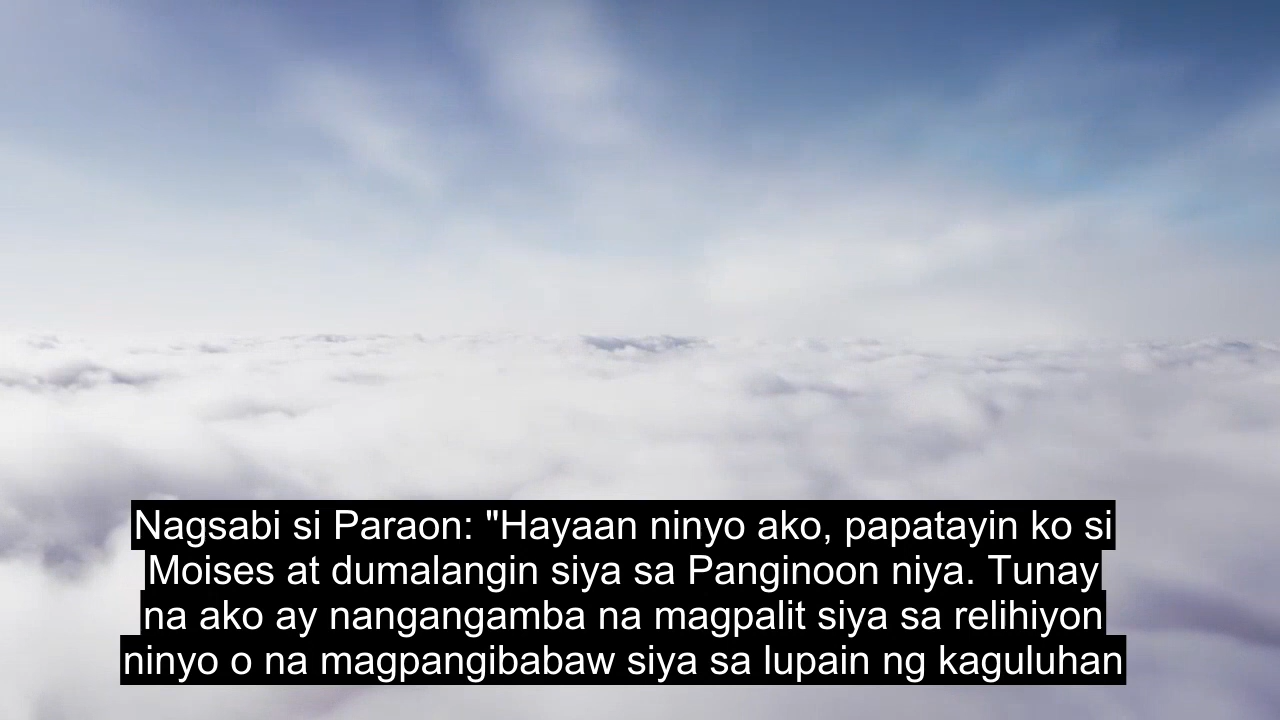 Nagsabi si Paraon: "Hayaan ninyo ako, papatayin ko si
Moises at dumalangin siya sa Panginoon niya. Tunay
na ako ay nangangamba na magpalit siya sa relihiyon
ninyo o na magpangibabaw siya sa lupain ng kaguluhan